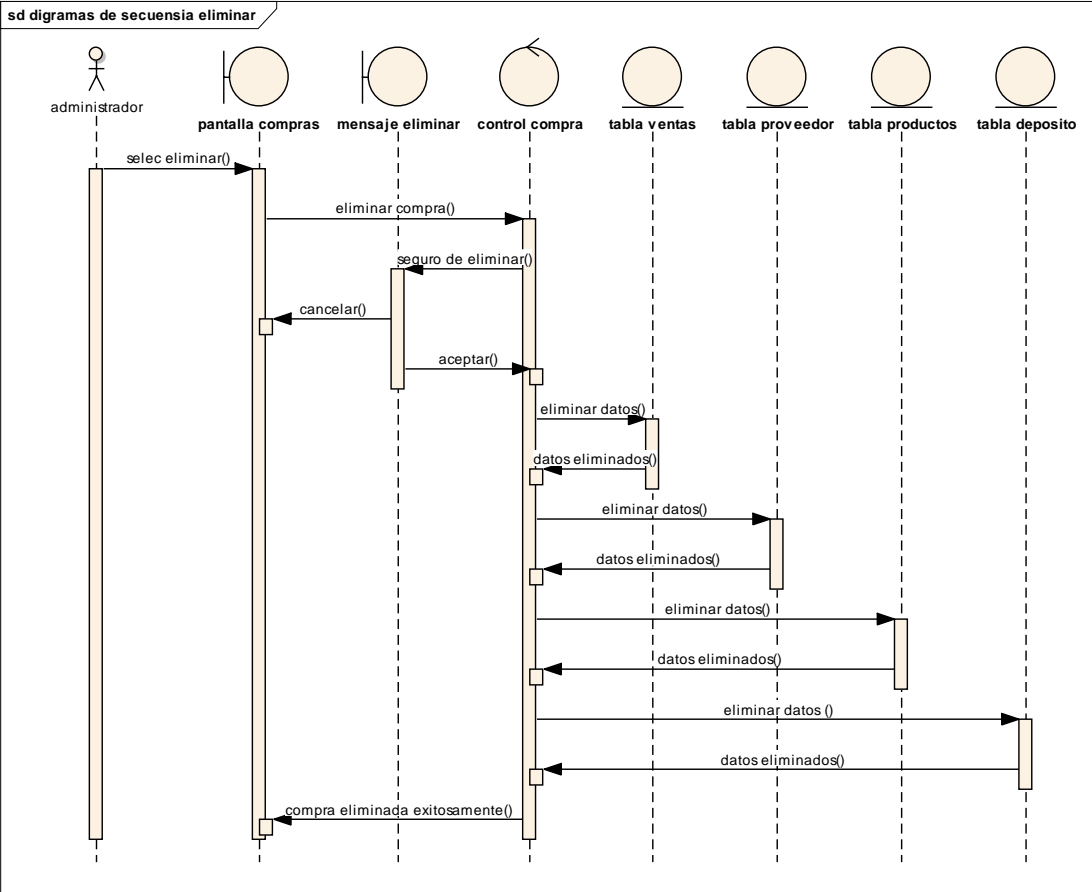 sd digramas de secuensia eliminar
administrador
pantalla compras
mensaje eliminar
control compra
tabla ventas
tabla proveedor
tabla productos
tabla deposito
selec eliminar()
eliminar compra()
seguro de eliminar()
cancelar()
aceptar()
eliminar datos()
datos eliminados()
eliminar datos()
datos eliminados()
eliminar datos()
datos eliminados()
eliminar datos ()
datos eliminados()
compra eliminada exitosamente()